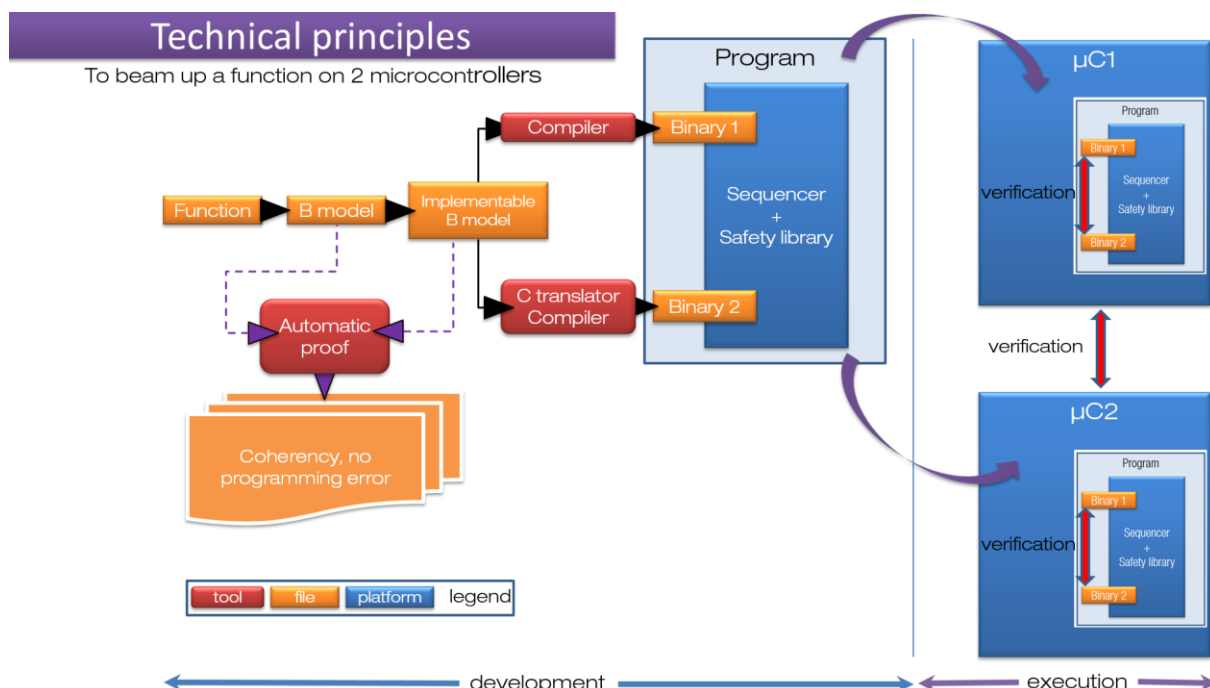 Technical principles
To beam up a function on 2 microcontrollers
Function
B model
Implementable
B model
Compiler
C translator
Compiler
Automatic
proof
Coherency, no
programming error
Program
Binary 1
Sequencer
+
Safety library
Binary 2
µC1
Program
Binary 1
verification
Sequencer
+
Safety library
Binary 2
verification
µC2
Program
Binary 1
verification
Sequencer
+
Safety library
Binary 2
tool
file
platform
legend
development
execution